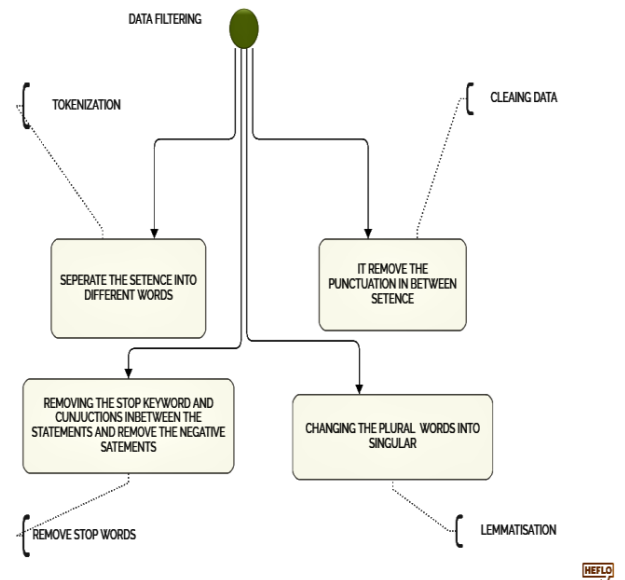 DATA FILTERING
TOKENIZATION
CLEAING DATA
SEPERATE THE SETENCE INTO
DIFFERENT WORDS
IT REMOVE THE
PUNCTUATION IN BETWEEN
SETENCE
REMOVING THE STOP KEYWORD AND
CUNJUCTIONS INBETWEEN THE
STATEMENTS AND REMOVE THE NEGATIVE
SATEMENTS
CHANGING THE PLURAL WORDS INTO
SINGULAR
REMOVE STOP WORDS
LEMMATISATION
HEFLO